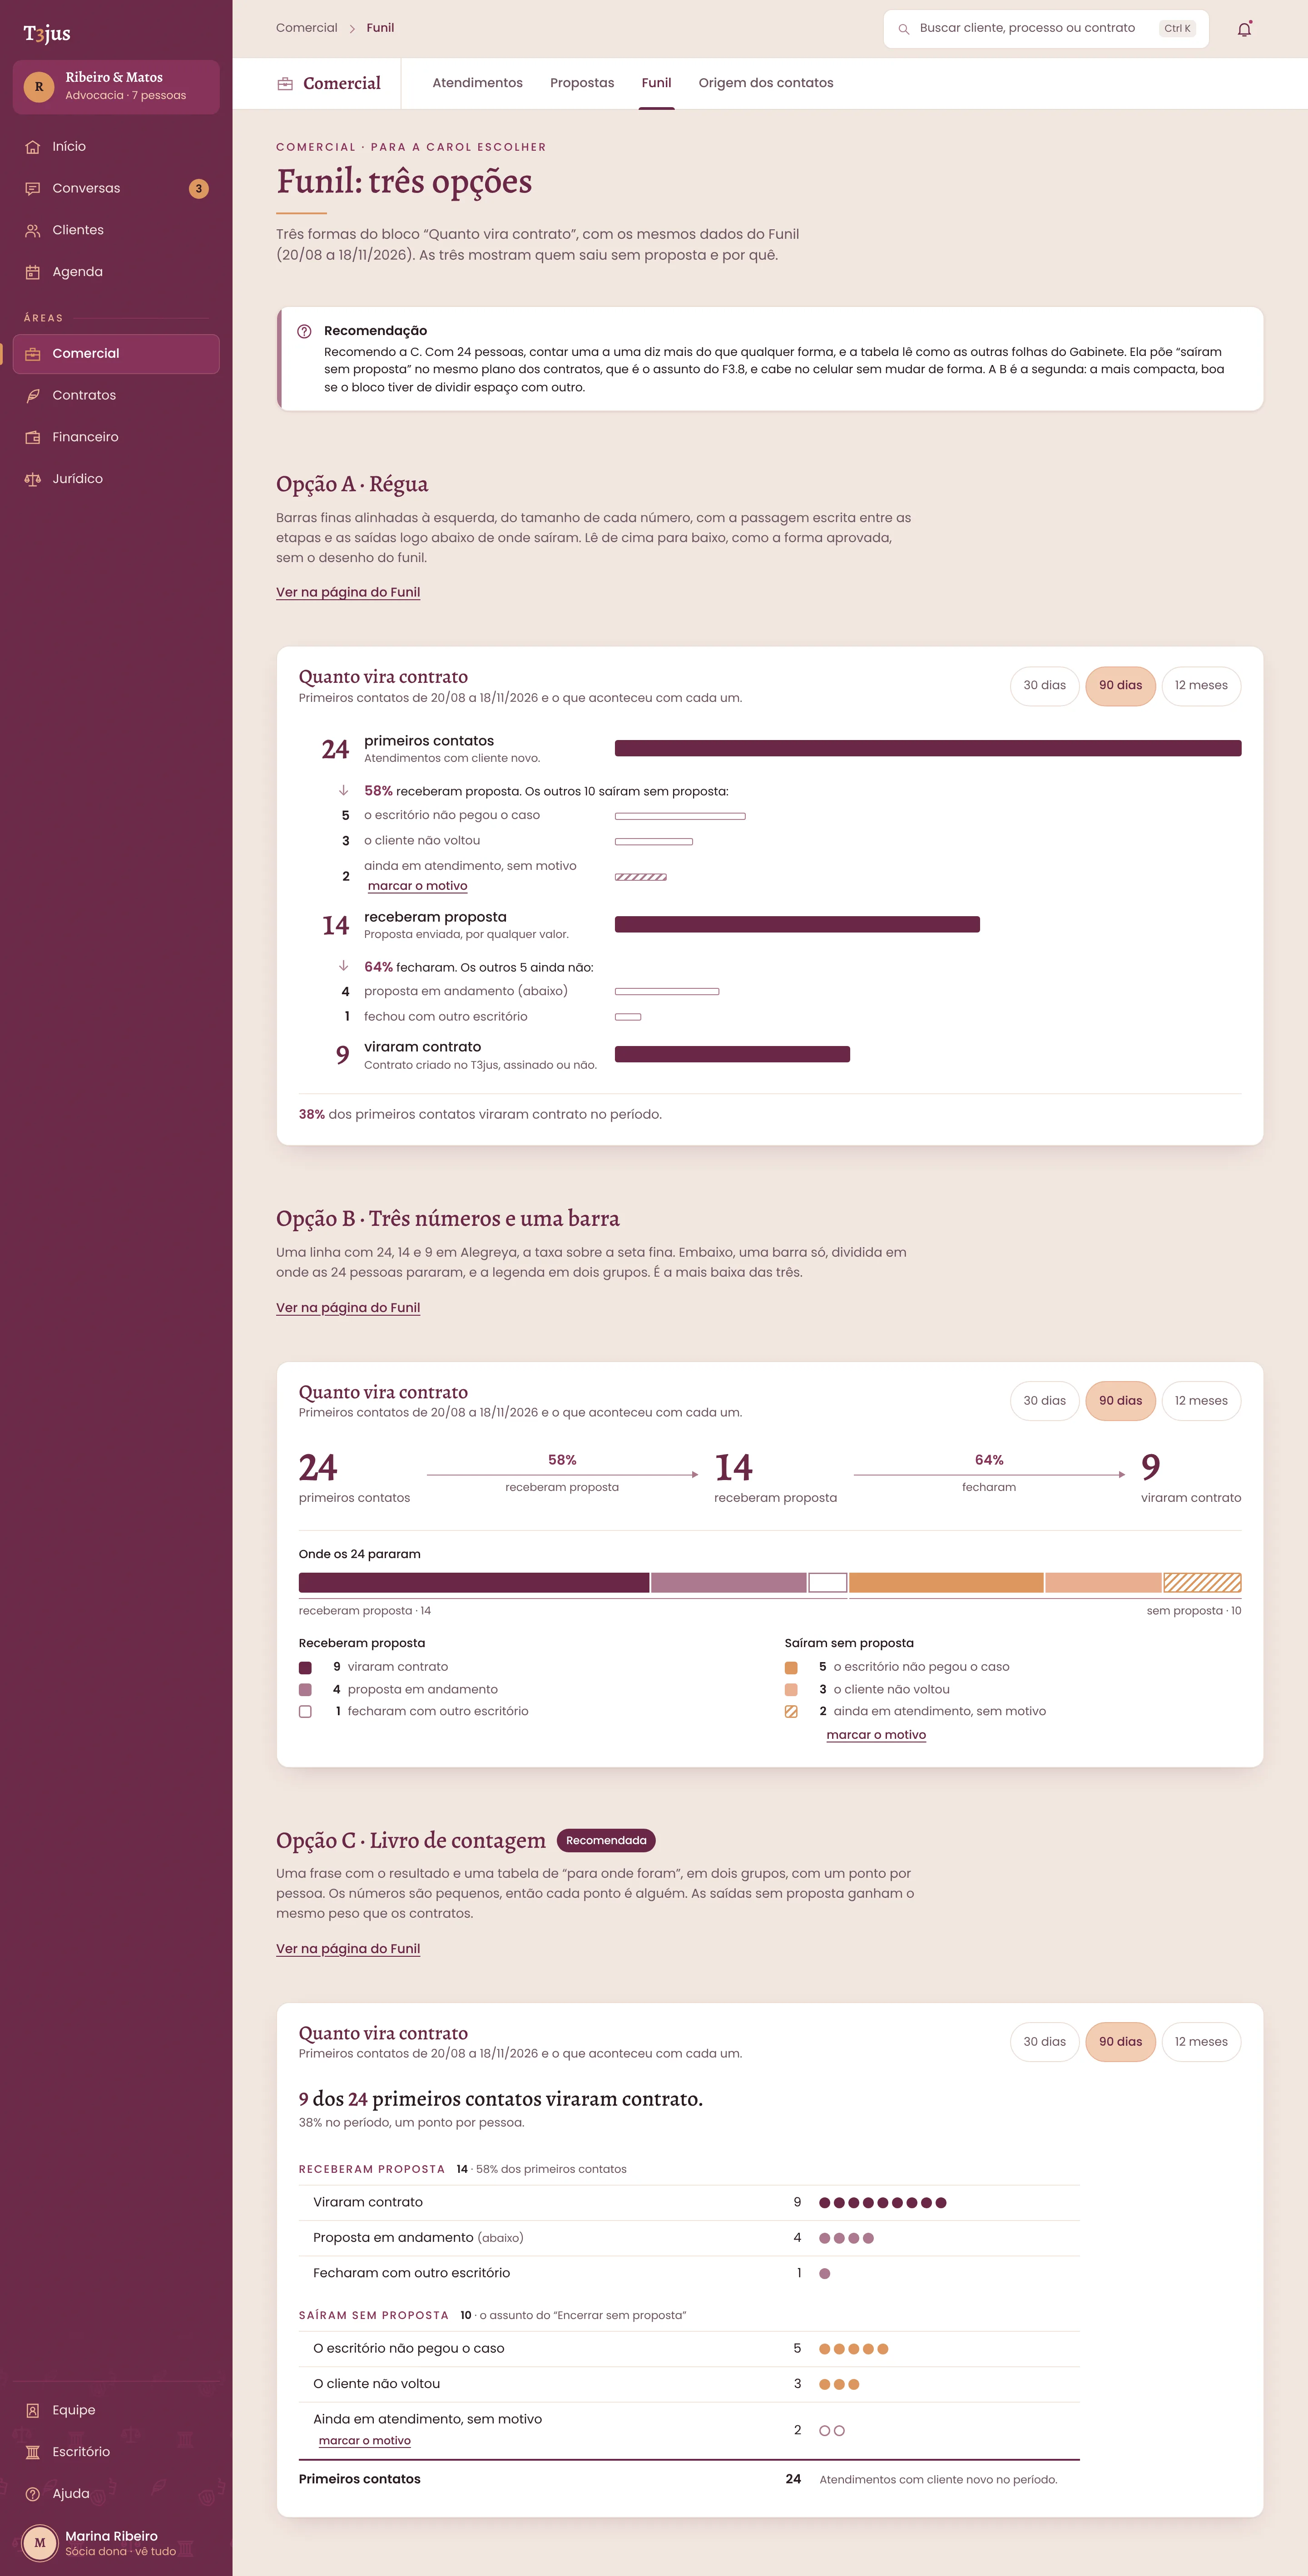 T3jus
R
Ribeiro & Matos
Advocacia · 7 pessoas
Início
Conversas
3
Clientes
Agenda
ÁREAS
Comercial
Contratos
Financeiro
Jurídico
Equipe
Escritório
Ajuda
M
Marina Ribeiro
Sócia dona · vê tudo
Comercial
Funil
Buscar cliente, processo ou contrato
Ctrl K
Comercial
Atendimentos
Propostas
Funil
Origem dos contatos
COMERCIAL · PARA A CAROL ESCOLHER
Funil: três opções
Três formas do bloco “Quanto vira contrato”, com os mesmos dados do Funil
(20/08 a 18/11/2026). As três mostram quem saiu sem proposta e por quê.
Recomendação
Recomendo a C. Com 24 pessoas, contar uma a uma diz mais do que qualquer forma, e a tabela lê como as outras folhas do Gabinete. Ela põe “saíram
sem proposta” no mesmo plano dos contratos, que é o assunto do F3.8, e cabe no celular sem mudar de forma. A B é a segunda: a mais compacta, boa
se o bloco tiver de dividir espaço com outro.
Opção A · Régua
Barras finas alinhadas à esquerda, do tamanho de cada número, com a passagem escrita entre as
etapas e as saídas logo abaixo de onde saíram. Lê de cima para baixo, como a forma aprovada,
sem o desenho do funil.
Ver na página do Funil
Quanto vira contrato
Primeiros contatos de 20/08 a 18/11/2026 e o que aconteceu com cada um.
30 dias
90 dias
12 meses
24
primeiros contatos
Atendimentos com cliente novo.
58% receberam proposta. Os outros 10 saíram sem proposta:
5 o escritório não pegou o caso
3 o cliente não voltou
2 ainda em atendimento, sem motivo
marcar o motivo
14
receberam proposta
Proposta enviada, por qualquer valor.
64% fecharam. Os outros 5 ainda não:
4 proposta em andamento (abaixo)
1 fechou com outro escritório
9
viraram contrato
Contrato criado no T3jus, assinado ou não.
38% dos primeiros contatos viraram contrato no período.
Opção B · Três números e uma barra
Uma linha com 24, 14 e 9 em Alegreya, a taxa sobre a seta fina. Embaixo, uma barra só, dividida em
onde as 24 pessoas pararam, e a legenda em dois grupos. É a mais baixa das três.
Ver na página do Funil
Quanto vira contrato
Primeiros contatos de 20/08 a 18/11/2026 e o que aconteceu com cada um.
30 dias
90 dias
12 meses
24
primeiros contatos
58%
receberam proposta
14
receberam proposta
64%
fecharam
9
viraram contrato
Onde os 24 pararam
receberam proposta · 14
sem proposta · 10
Receberam proposta
9 viraram contrato
4 proposta em andamento
1 fecharam com outro escritório
Saíram sem proposta
5 o escritório não pegou o caso
3 o cliente não voltou
2 ainda em atendimento, sem motivo
marcar o motivo
Opção C · Livro de contagem
Recomendada
Uma frase com o resultado e uma tabela de “para onde foram”, em dois grupos, com um ponto por
pessoa. Os números são pequenos, então cada ponto é alguém. As saídas sem proposta ganham o
mesmo peso que os contratos.
Ver na página do Funil
Quanto vira contrato
Primeiros contatos de 20/08 a 18/11/2026 e o que aconteceu com cada um.
30 dias
90 dias
12 meses
9 dos 24 primeiros contatos viraram contrato.
38% no período, um ponto por pessoa.
RECEBERAM PROPOSTA 14 · 58% dos primeiros contatos
Viraram contrato 9
Proposta em andamento (abaixo) 4
Fecharam com outro escritório 1
SAÍRAM SEM PROPOSTA 10 · o assunto do “Encerrar sem proposta”
O escritório não pegou o caso 5
O cliente não voltou 3
Ainda em atendimento, sem motivo 2
marcar o motivo
Primeiros contatos 24 Atendimentos com cliente novo no período.